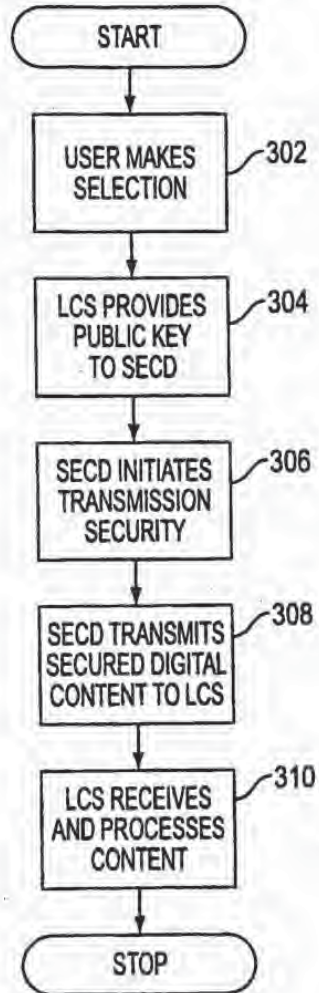 START
USER MAKES
SELECTION
302
LCS PROVIDES
PUBLIC KEY
TO SECD
304
SECD INITIATES
TRANSMISSION
SECURITY
306
SECD TRANSMITS
SECURED DIGITAL
CONTENT TO LCS
308
LCS RECEIVES
AND PROCESSES
CONTENT
310
STOP